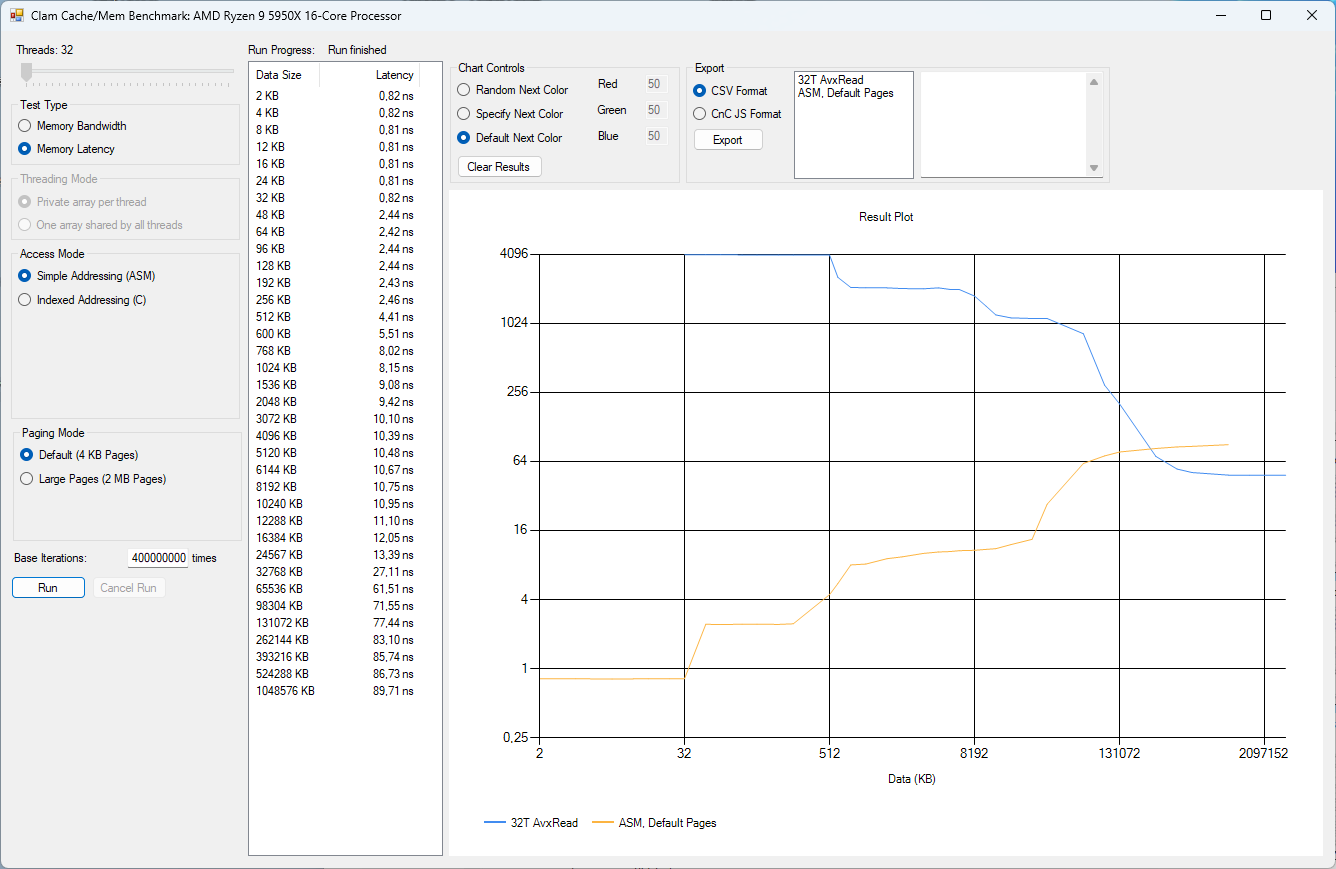 Clam Cache/Mem Benchmark: AMD Ryzen 9 5950X 16-Core Processor
Threads: 32
Test Type
Memory Bandwidth
Memory Latency
Threading Mode
Private array per thread
One array shared by all threads
Access Mode
Simple Addressing (ASM)
Indexed Addressing (C)
Paging Mode
Default (4 KB Pages)
Large Pages (2 MB Pages)
Base Iterations: 400000000 times
Run Cancel Run
Run Progress: Run finished
Data Size Latency
2 KB 0,82 ns
4 KB 0,82 ns
8 KB 0,81 ns
12 KB 0,81 ns
16 KB 0,81 ns
24 KB 0,81 ns
32 KB 0,82 ns
48 KB 2,44 ns
64 KB 2,42 ns
96 KB 2,44 ns
128 KB 2,44 ns
192 KB 2,43 ns
256 KB 2,46 ns
512 KB 4,41 ns
600 KB 5,51 ns
768 KB 8,02 ns
1024 KB 8,15 ns
1536 KB 9,08 ns
2048 KB 9,42 ns
3072 KB 10,10 ns
4096 KB 10,39 ns
5120 KB 10,48 ns
6144 KB 10,67 ns
8192 KB 10,75 ns
10240 KB 10,95 ns
12288 KB 11,10 ns
16384 KB 12,05 ns
24567 KB 13,39 ns
32768 KB 27,11 ns
65536 KB 61,51 ns
98304 KB 71,55 ns
131072 KB 77,44 ns
262144 KB 83,10 ns
393216 KB 85,74 ns
524288 KB 86,73 ns
1048576 KB 89,71 ns
Chart Controls
Random Next Color Red 50
Specify Next Color Green 50
Default Next Color Blue 50
Clear Results
Export
CSV Format
CnC JS Format
Export
32T AvxRead
ASM, Default Pages
Result Plot
4096
1024
256
64
16
4
1
0,25
2 32 512 8192 131072 2097152
Data (KB)
32T AvxRead ASM, Default Pages